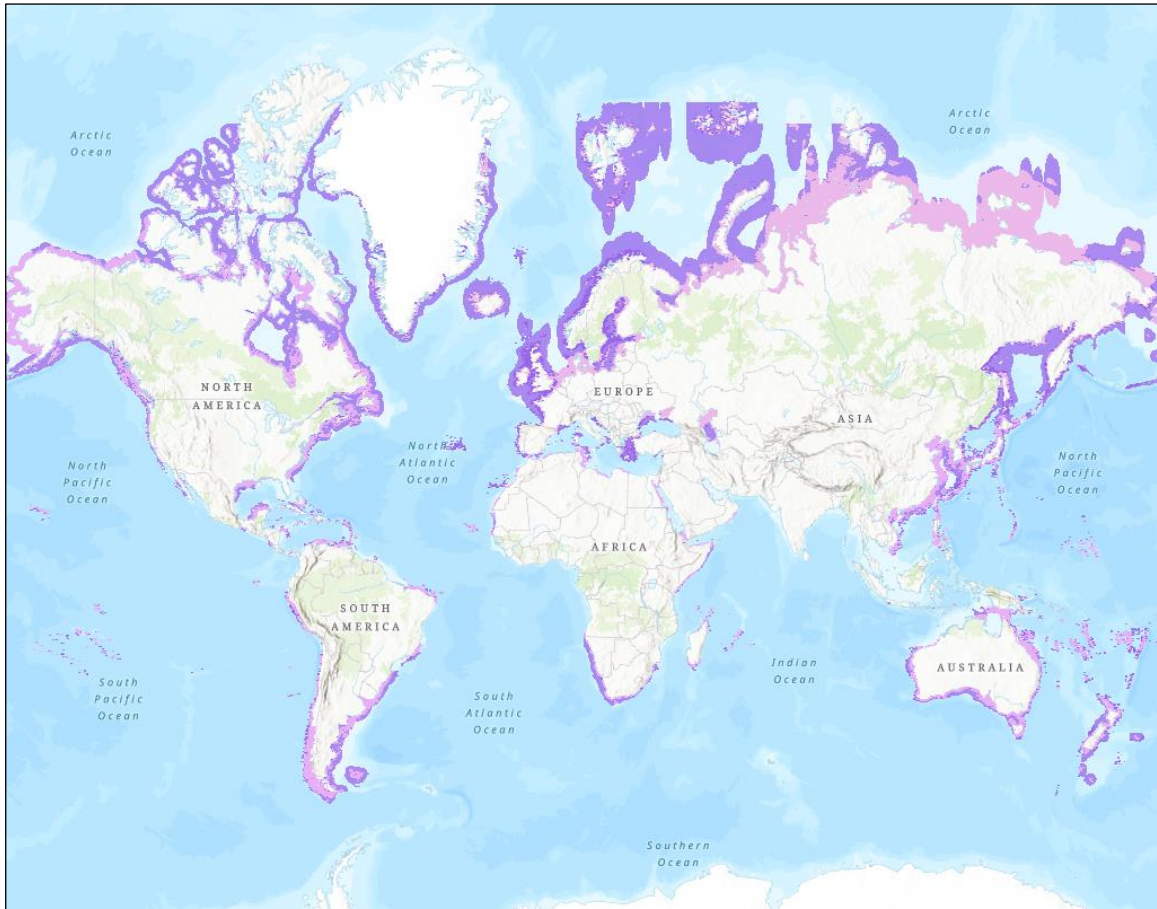 Arctic
Ocean
Arctic
Ocean
NORTH
AMERICA
EUROPE
ASIA
North
Atlantic
Ocean
North
Pacific
Ocean
North
Pacific
Ocean
AFRICA
SOUTH
AMERICA
Indian
Ocean
AUSTRALIA
South
Pacific
Ocean
South
Atlantic
Ocean
Southern
Ocean